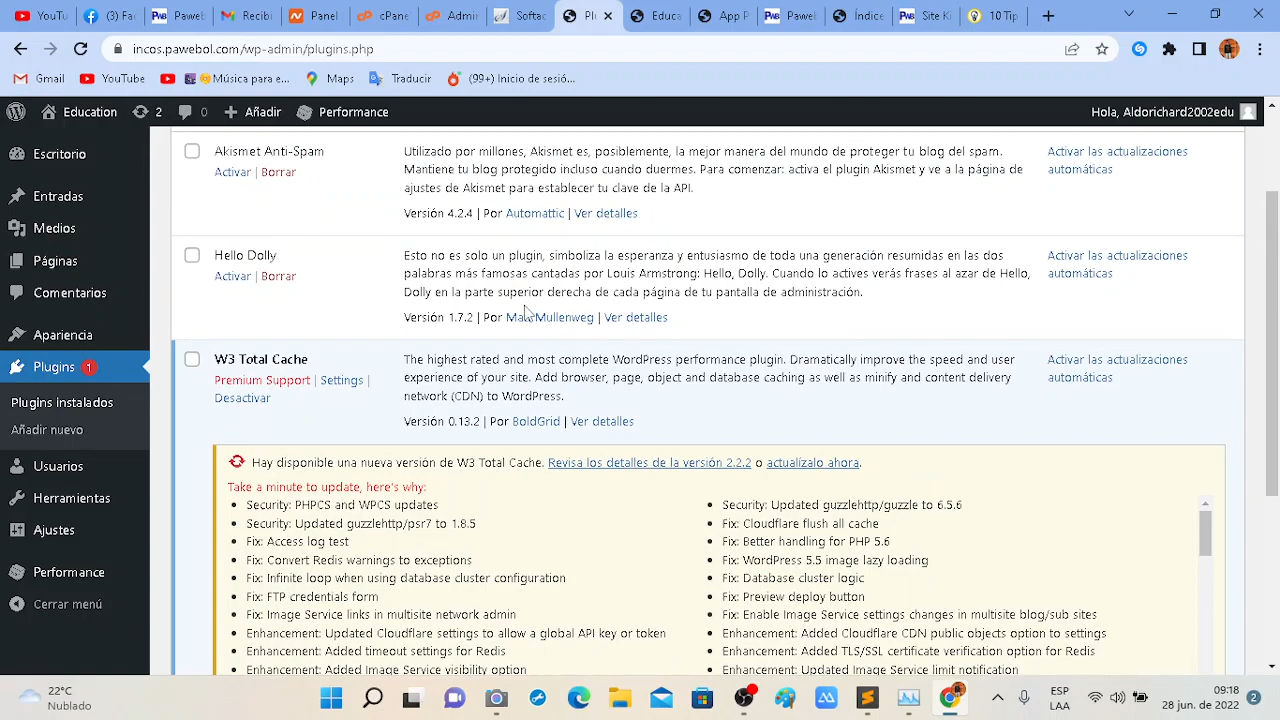 YouT
(3) Fac
Pawel
Recib
Panel
cPane
Admir
Softac
Plu
Educa
App P
Pawel
Indice
Site Ki
10 Tip
incos.pawebol.com/wp-admin/plugins.php
Gmail
YouTube
Música para e...
Maps
Traducir
(99+) Inicio de sesió...
Education
2
0
Añadir
Performance
Hola, Aldorichard2002edu
Escritorio
Entradas
Medios
Páginas
Comentarios
Apariencia
Plugins 1
Plugins instalados
Añadir nuevo
Usuarios
Herramientas
Ajustes
Performance
Cerrar menú
Akismet Anti-Spam
Activar | Borrar
Utilizado por millones, Akismet es, posiblemente, la mejor manera del mundo de proteger tu blog del spam.
Mantiene tu blog protegido incluso cuando duermes. Para comenzar: activa el plugin Akismet y ve a la página de
ajustes de Akismet para establecer tu clave de la API.
Versión 4.2.4 | Por Automattic | Ver detalles
Activar las actualizaciones
automáticas
Hello Dolly
Activar | Borrar
Esto no es solo un plugin, simboliza la esperanza y entusiasmo de toda una generación resumidas en las dos
palabras más famosas cantadas por Louis Armstrong: Hello, Dolly. Cuando lo actives verás frases al azar de Hello,
Dolly en la parte superior derecha de cada página de tu pantalla de administración.
Versión 1.7.2 | Por Matt Mullenweg | Ver detalles
Activar las actualizaciones
automáticas
W3 Total Cache
Premium Support | Settings |
Desactivar
The highest rated and most complete WordPress performance plugin. Dramatically improve the speed and user
experience of your site. Add browser, page, object and database caching as well as minify and content delivery
network (CDN) to WordPress.
Versión 0.13.2 | Por BoldGrid | Ver detalles
Activar las actualizaciones
automáticas
Hay disponible una nueva versión de W3 Total Cache. Revisa los detalles de la versión 2.2.2 o actualízalo ahora.
Take a minute to update, here's why:
Security: PHPCS and WPCS updates
Security: Updated guzzlehttp/psr7 to 1.8.5
Fix: Access log test
Fix: Convert Redis warnings to exceptions
Fix: Infinite loop when using database cluster configuration
Fix: FTP credentials form
Fix: Image Service links in multisite network admin
Enhancement: Updated Cloudflare settings to allow a global API key or token
Enhancement: Added timeout settings for Redis
Enhancement: Added Image Service visibility option
Security: Updated guzzlehttp/guzzle to 6.5.6
Fix: Cloudflare flush all cache
Fix: Better handling for PHP 5.6
Fix: WordPress 5.5 image lazy loading
Fix: Database cluster logic
Fix: Preview deploy button
Fix: Enable Image Service settings changes in multisite blog/sub sites
Enhancement: Added Cloudflare CDN public objects option to settings
Enhancement: Added TLS/SSL certificate verification option for Redis
Enhancement: Updated Image Service limit notification
22°C
Nublado
ESP
LAA
09:18
28 jun. de 2022
2